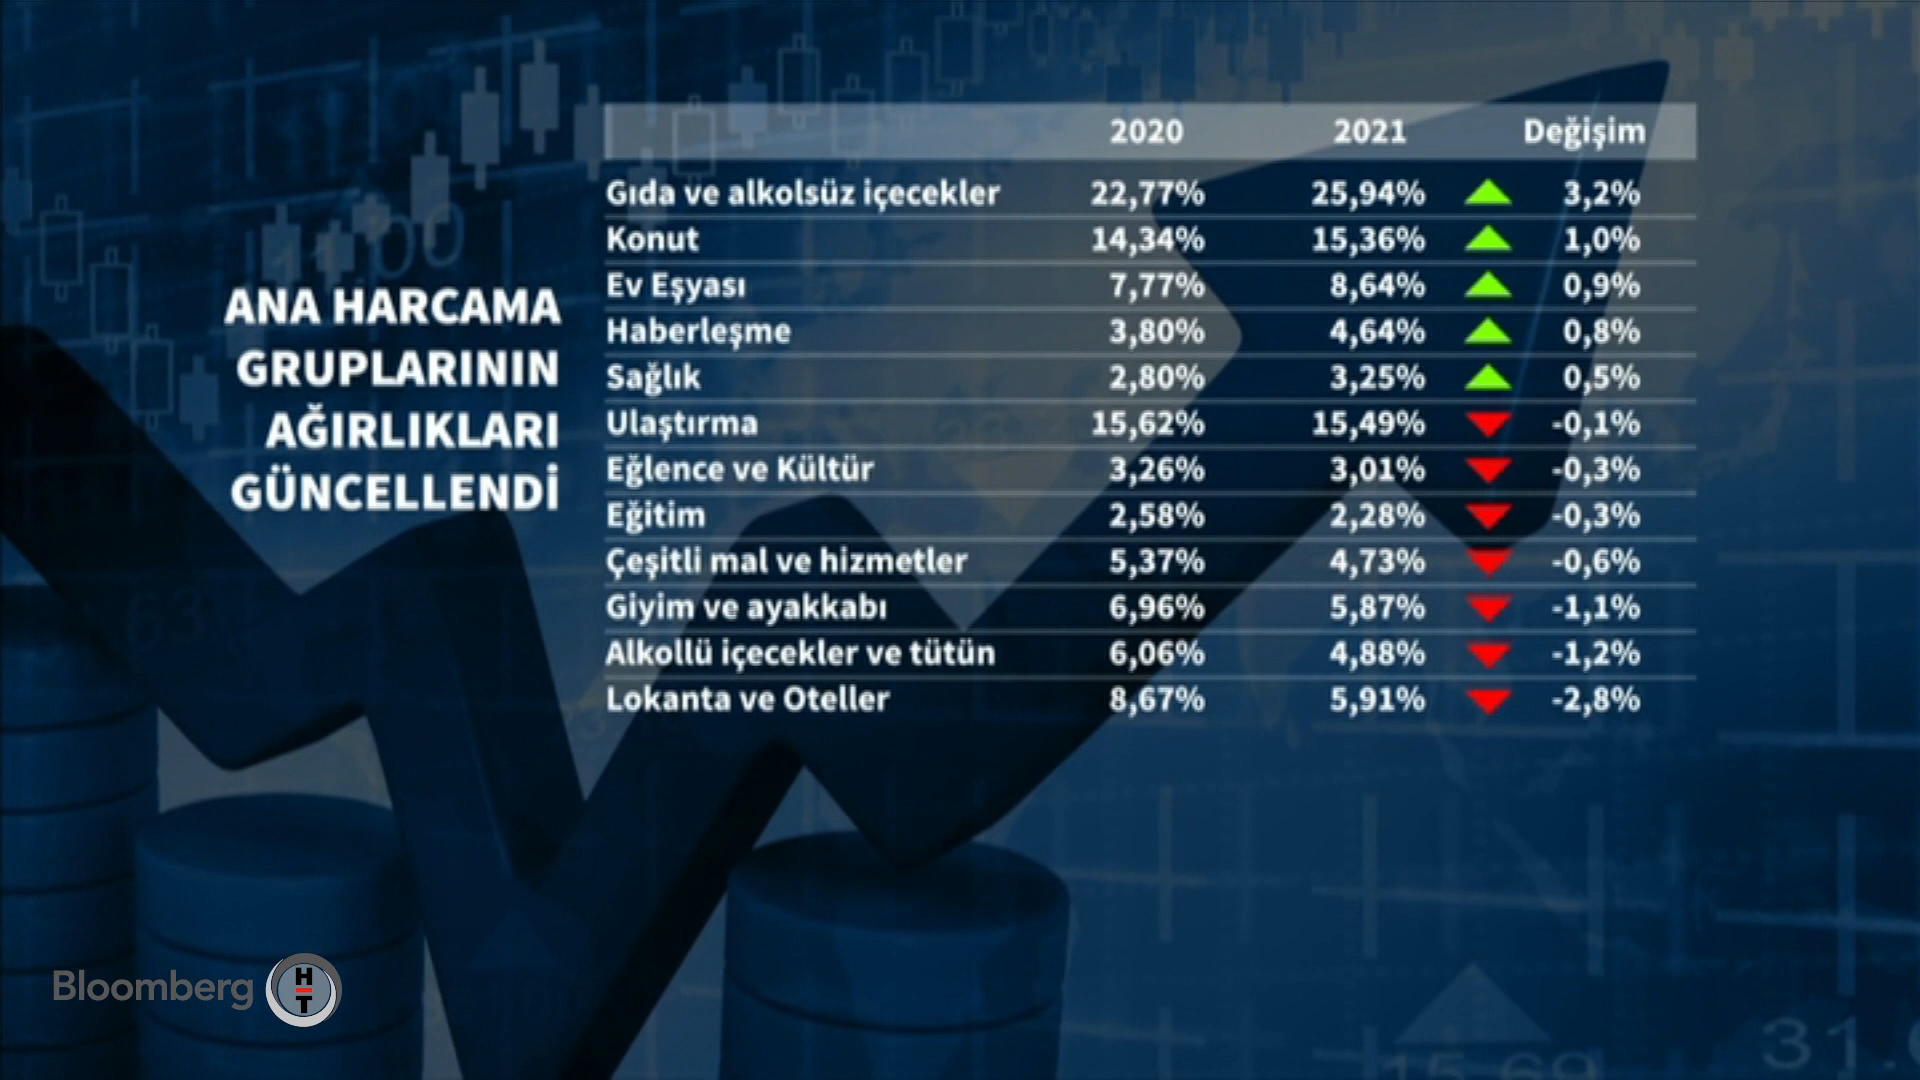 ANA HARCAMA
GRUPLARININ
AĞIRLIKLARI
GÜNCELLENDİ
2020 2021 Değişim
Gıda ve alkolsüz içecekler 22,77% 25,94% 3,2%
Konut 14,34% 15,36% 1,0%
Ev Eşyası 7,77% 8,64% 0,9%
Haberleşme 3,80% 4,64% 0,8%
Sağlık 2,80% 3,25% 0,5%
Ulaştırma 15,62% 15,49% -0,1%
Eğlence ve Kültür 3,26% 3,01% -0,3%
Eğitim 2,58% 2,28% -0,3%
Çeşitli mal ve hizmetler 5,37% 4,73% -0,6%
Giyim ve ayakkabı 6,96% 5,87% -1,1%
Alkollü içecekler ve tütün 6,06% 4,88% -1,2%
Lokanta ve Oteller 8,67% 5,91% -2,8%
Bloomberg HT
15.69